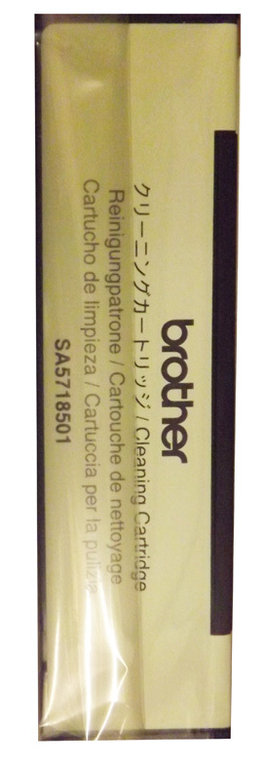 brother
クリーニングカートリッジ / Cleaning Cartridge
Reinigungpatrone / Cartouche de nettoyage
Cartucho de limpieza / Cartuccia per la pulizia
SA5718501